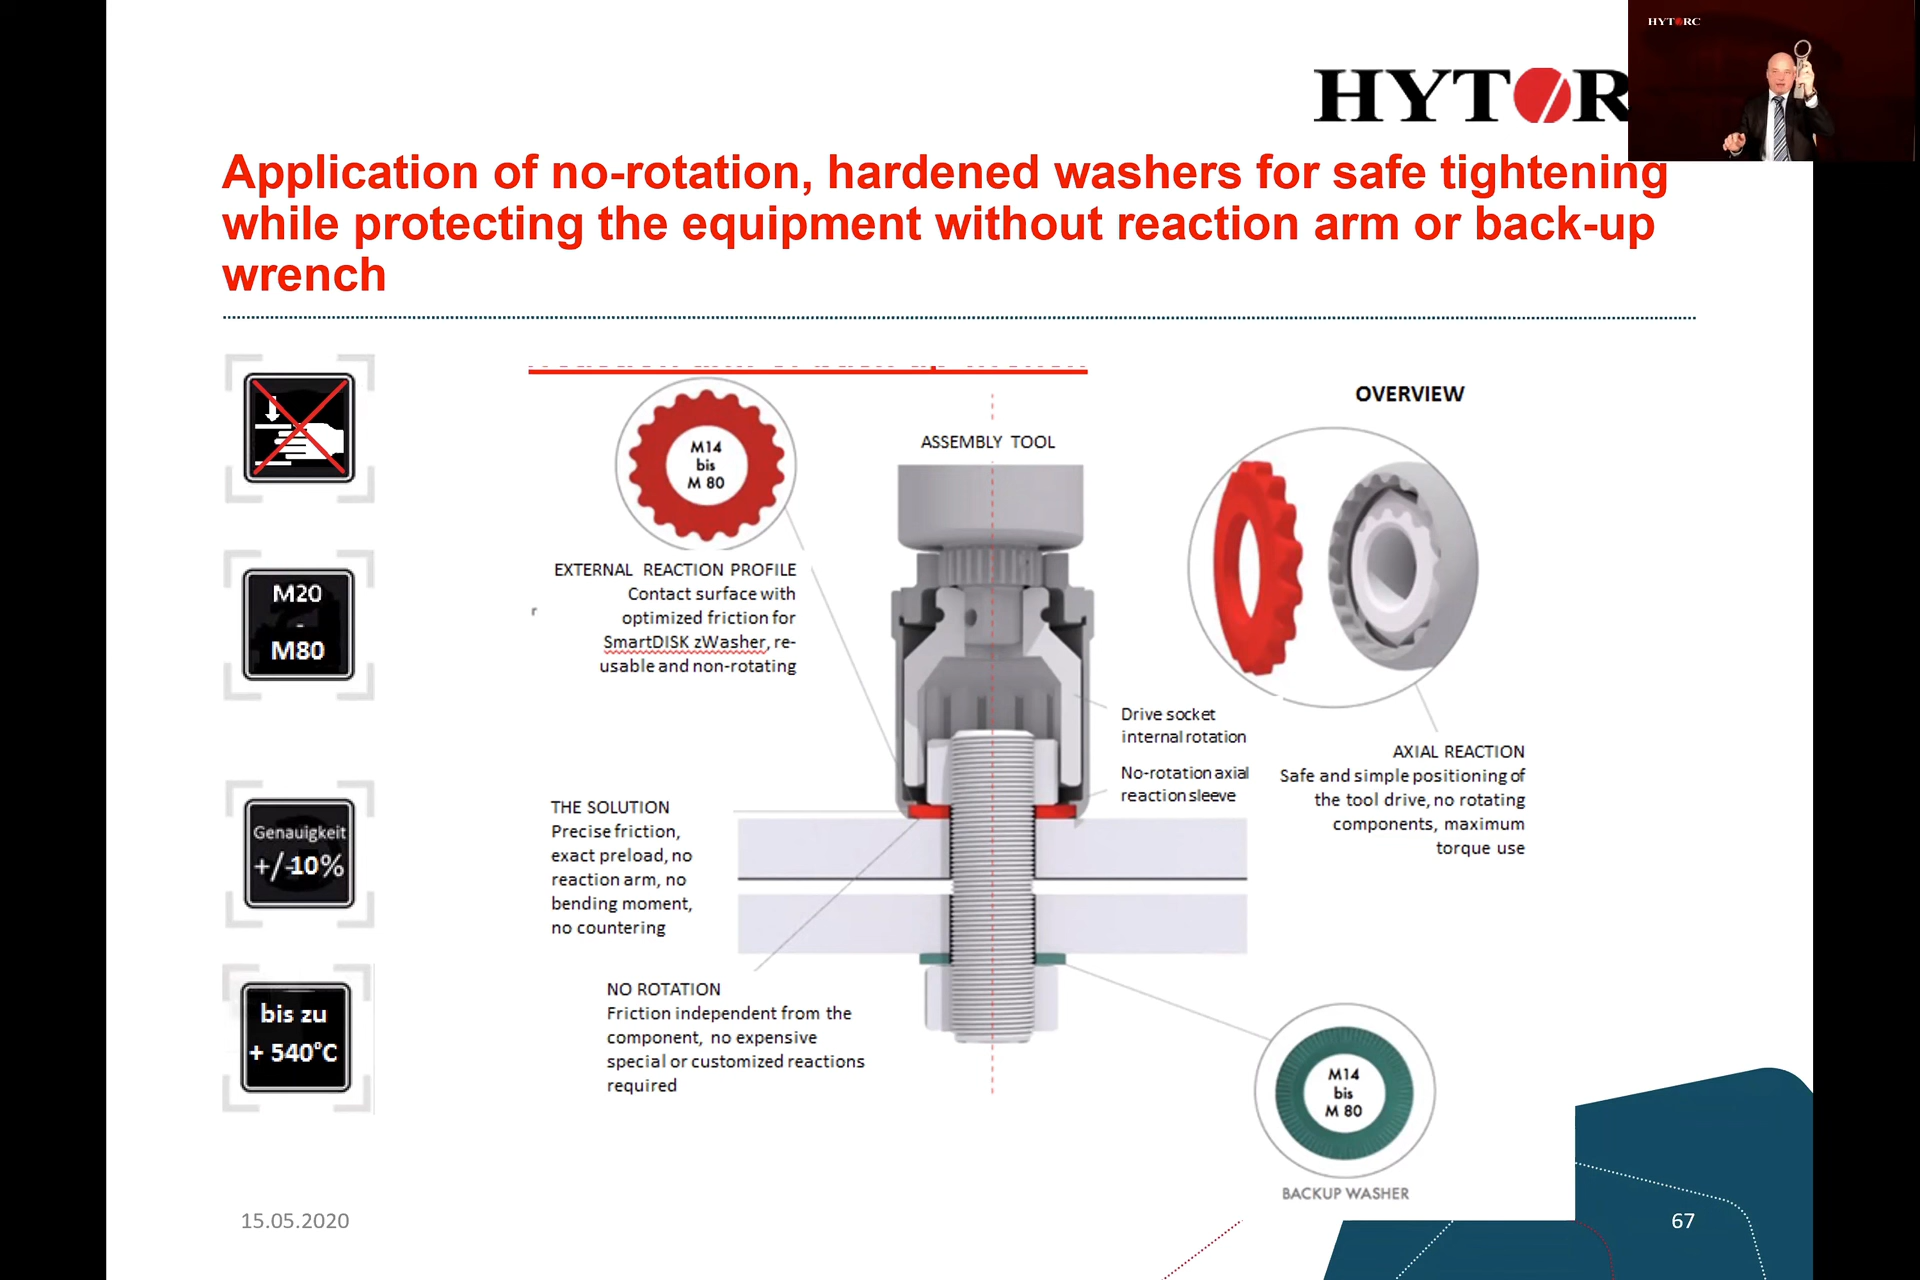 HYTORC
HYTOR
Application of no-rotation, hardened washers for safe tightening
while protecting the equipment without reaction arm or back-up
wrench
M20
-
M80
Genauigkeit
+/-10%
bis zu
+ 540°C
M14
bis
M 80
EXTERNAL REACTION PROFILE
Contact surface with
optimized friction for
SmartDISK zWasher, re-
usable and non-rotating
r
THE SOLUTION
Precise friction,
exact preload, no
reaction arm, no
bending moment,
no countering
NO ROTATION
Friction independent from the
component, no expensive
special or customized reactions
required
ASSEMBLY TOOL
Drive socket
internal rotation
No-rotation axial
reaction sleeve
OVERVIEW
AXIAL REACTION
Safe and simple positioning of
the tool drive, no rotating
components, maximum
torque use
M14
bis
M 80
BACKUP WASHER
15.05.2020
67